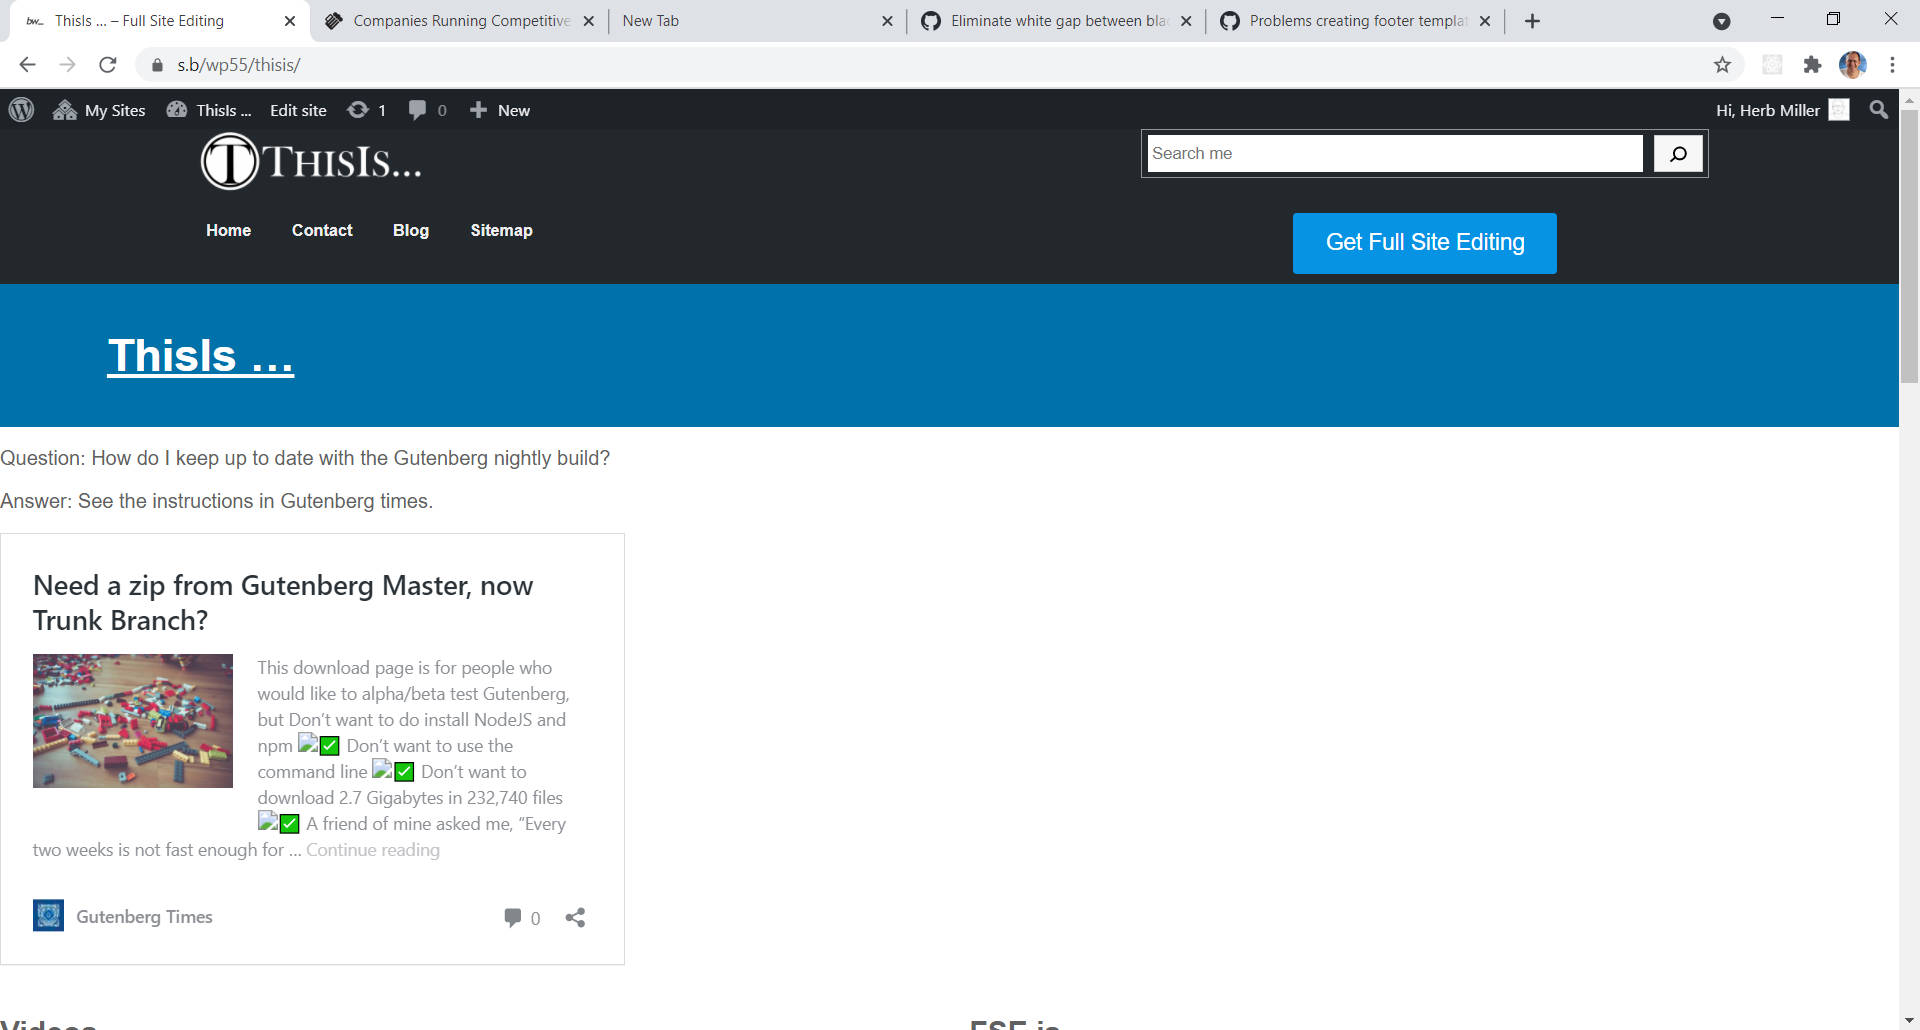 bw_ ThisIs ... – Full Site Editing
Companies Running Competitive
New Tab
Eliminate white gap between bla
Problems creating footer templat
s.b/wp55/thisis/
My Sites ThisIs ... Edit site 1 0 New
Hi, Herb Miller
THISIS...
Search me
Home Contact Blog Sitemap
Get Full Site Editing
ThisIs …
Question: How do I keep up to date with the Gutenberg nightly build?
Answer: See the instructions in Gutenberg times.
Need a zip from Gutenberg Master, now
Trunk Branch?
This download page is for people who
would like to alpha/beta test Gutenberg,
but Don’t want to do install NodeJS and
npm ✅ Don’t want to use the
command line ✅ Don’t want to
download 2.7 Gigabytes in 232,740 files
✅ A friend of mine asked me, “Every
two weeks is not fast enough for ... Continue reading
Gutenberg Times
0
Videos
FSE is